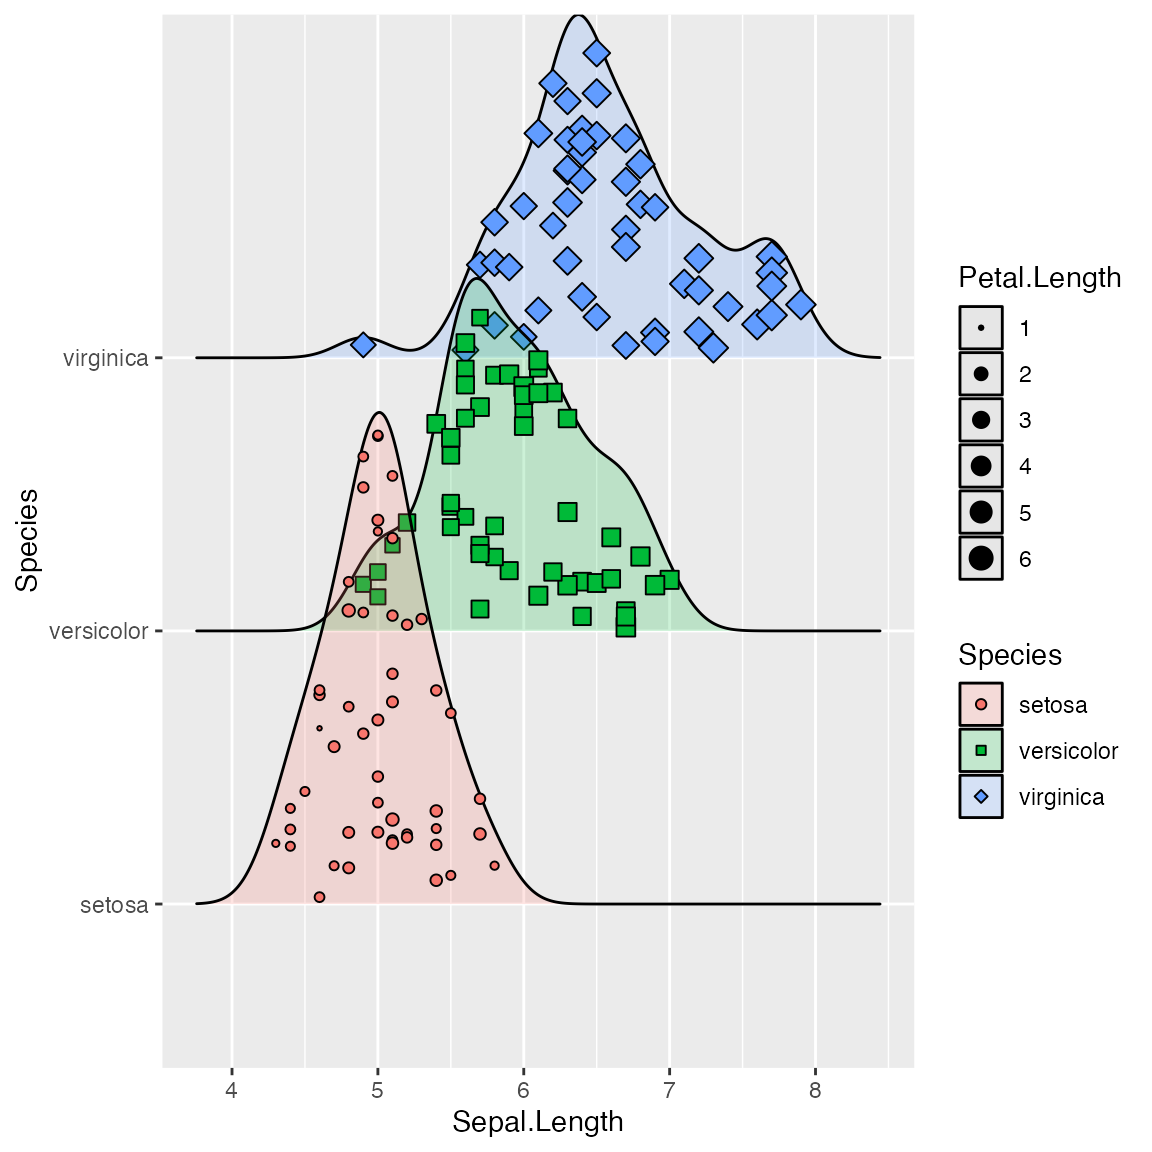 virginica
versicolor
setosa
Species
4 5 6 7 8
Sepal.Length
Petal.Length
1
2
3
4
5
6
Species
setosa
versicolor
virginica